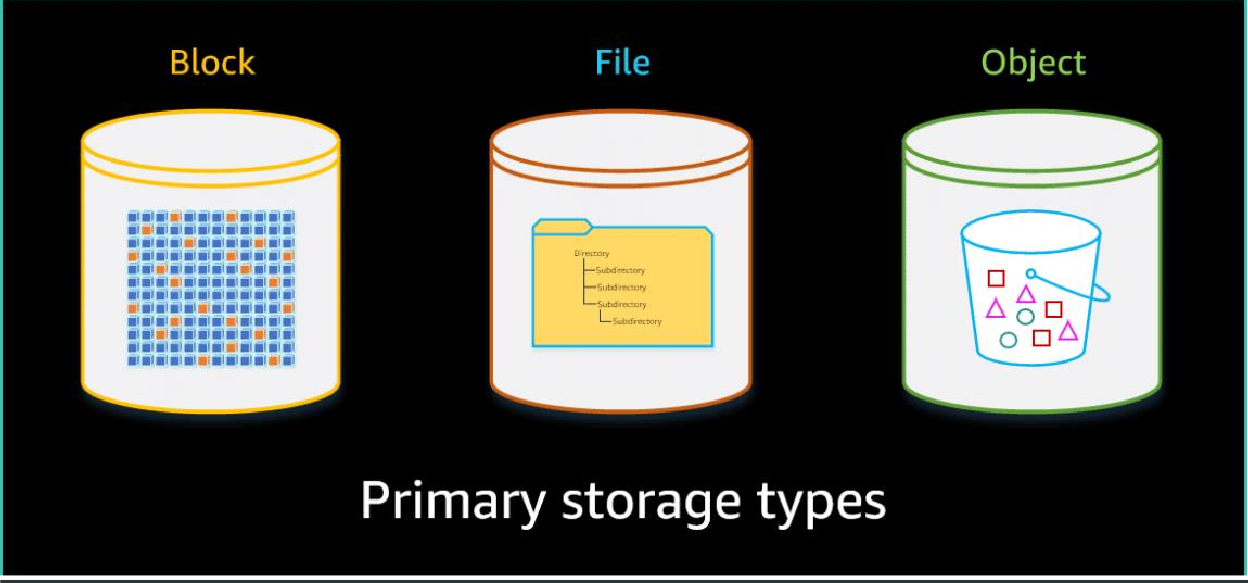 Block
File
Object
Directory
Subdirectory
Subdirectory
Subdirectory
Subdirectory
Primary storage types